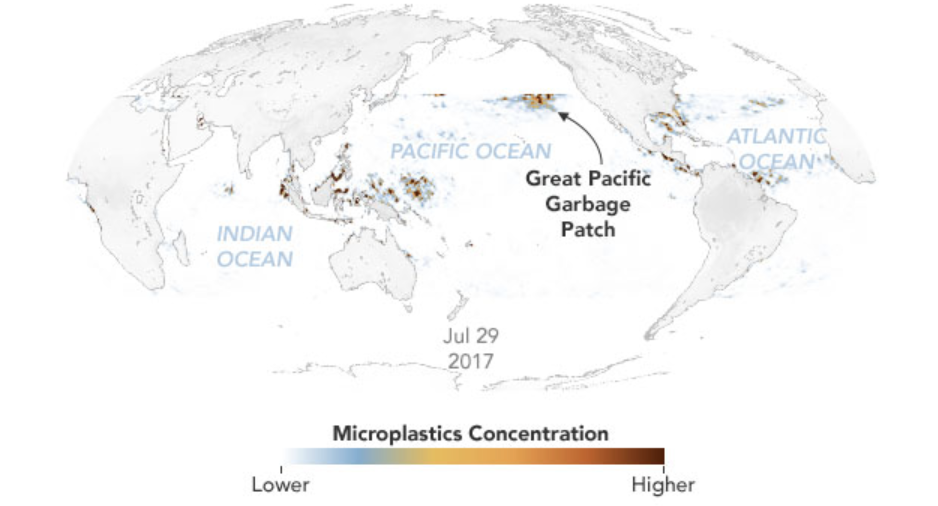 PACIFIC OCEAN
ATLANTIC
OCEAN
Great Pacific
Garbage
Patch
INDIAN
OCEAN
Jul 29
2017
Microplastics Concentration
Lower
Higher